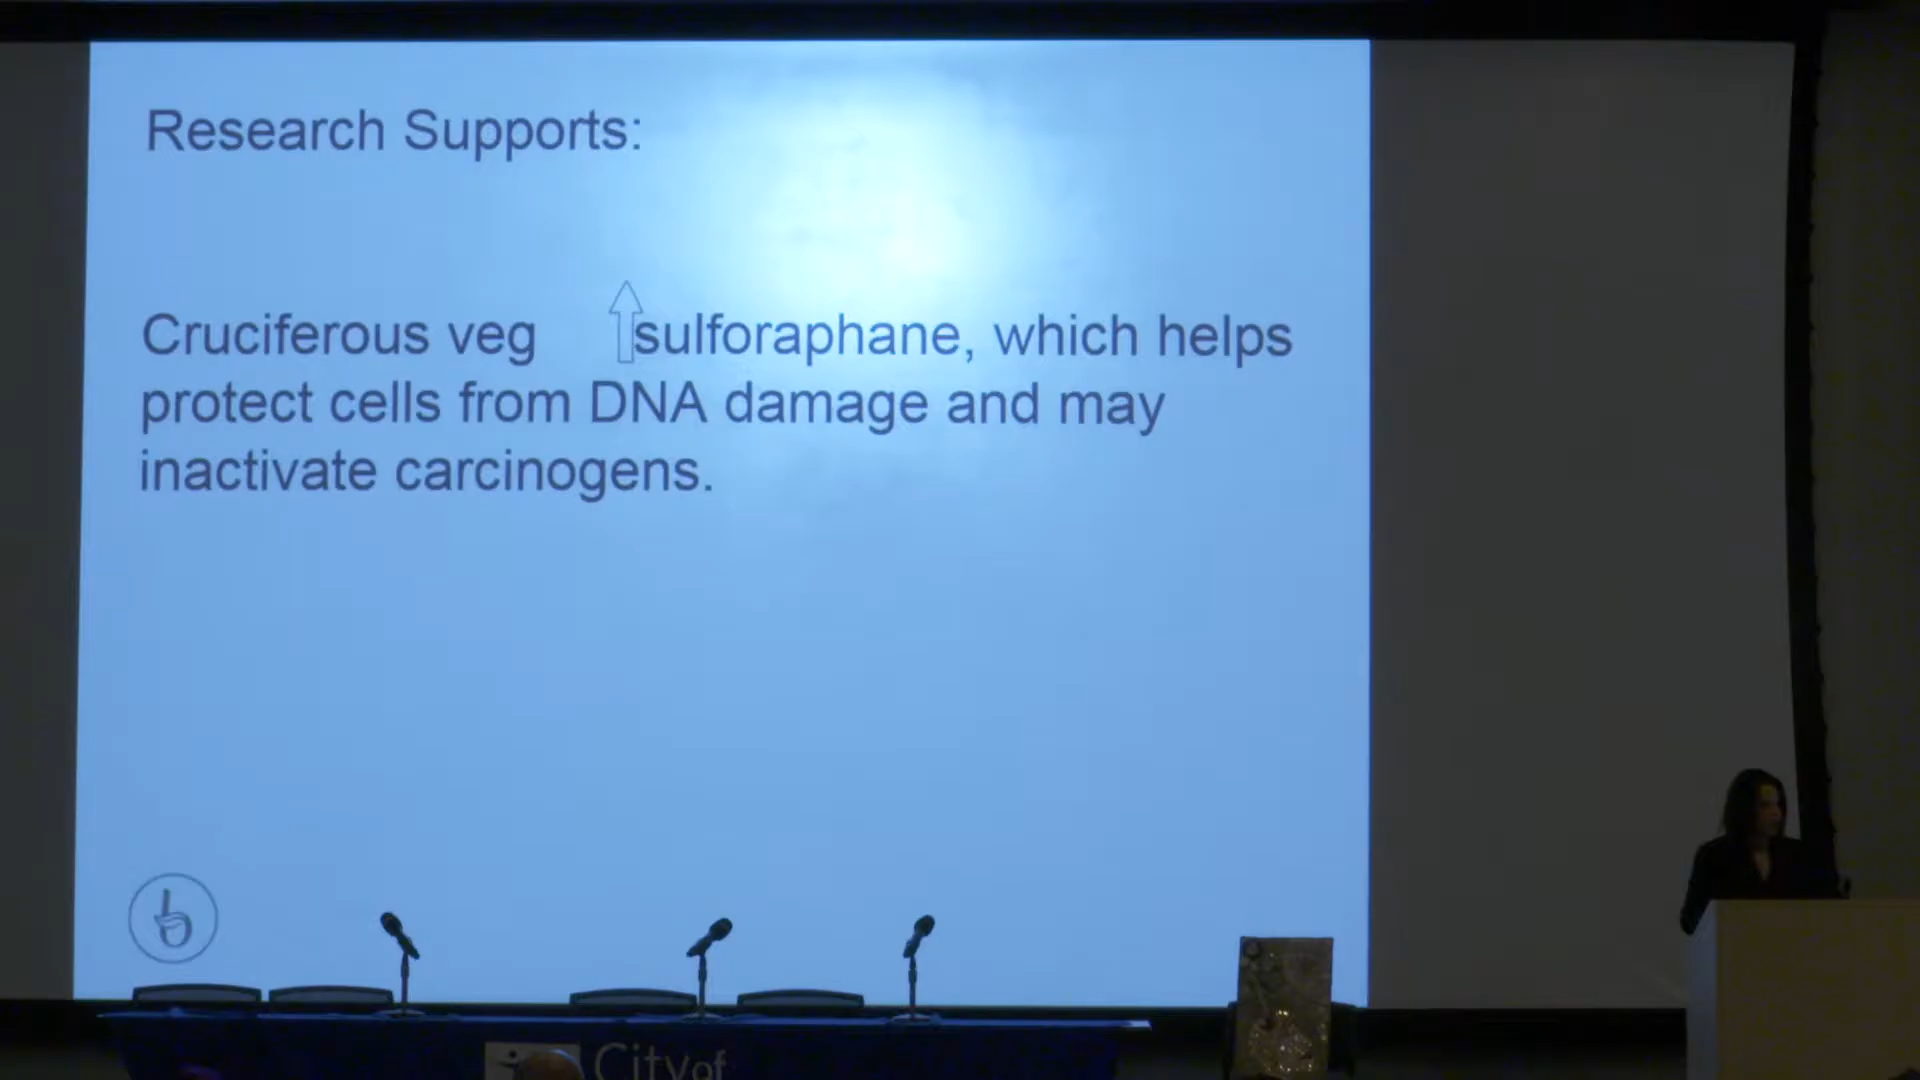 Research Supports:
Cruciferous veg ⇧sulforaphane, which helps
protect cells from DNA damage and may
inactivate carcinogens.
b
City of